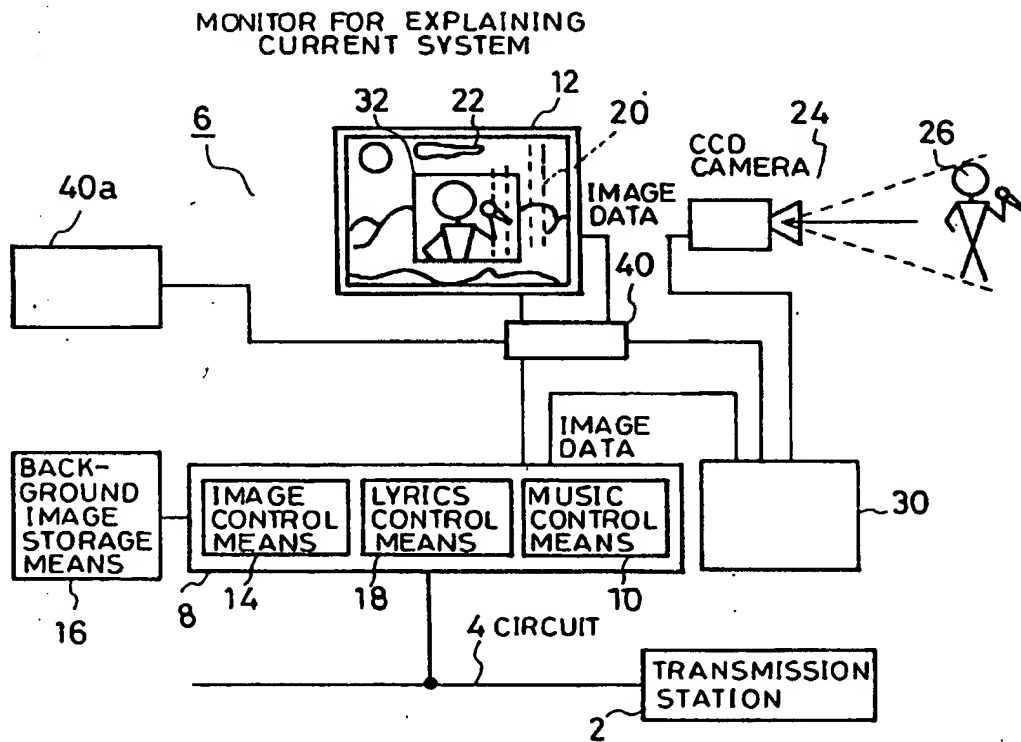 MONITOR FOR EXPLAINING
CURRENT SYSTEM
12
32
22
20
24
6
CCD
CAMERA
26
IMAGE
DATA
40a
40
IMAGE
DATA
BACK-
GROUND
IMAGE
STORAGE
MEANS
IMAGE
CONTROL
MEANS
LYRICS
CONTROL
MEANS
MUSIC
CONTROL
MEANS
30
16
8
14
18
10
4 CIRCUIT
TRANSMISSION
STATION
2